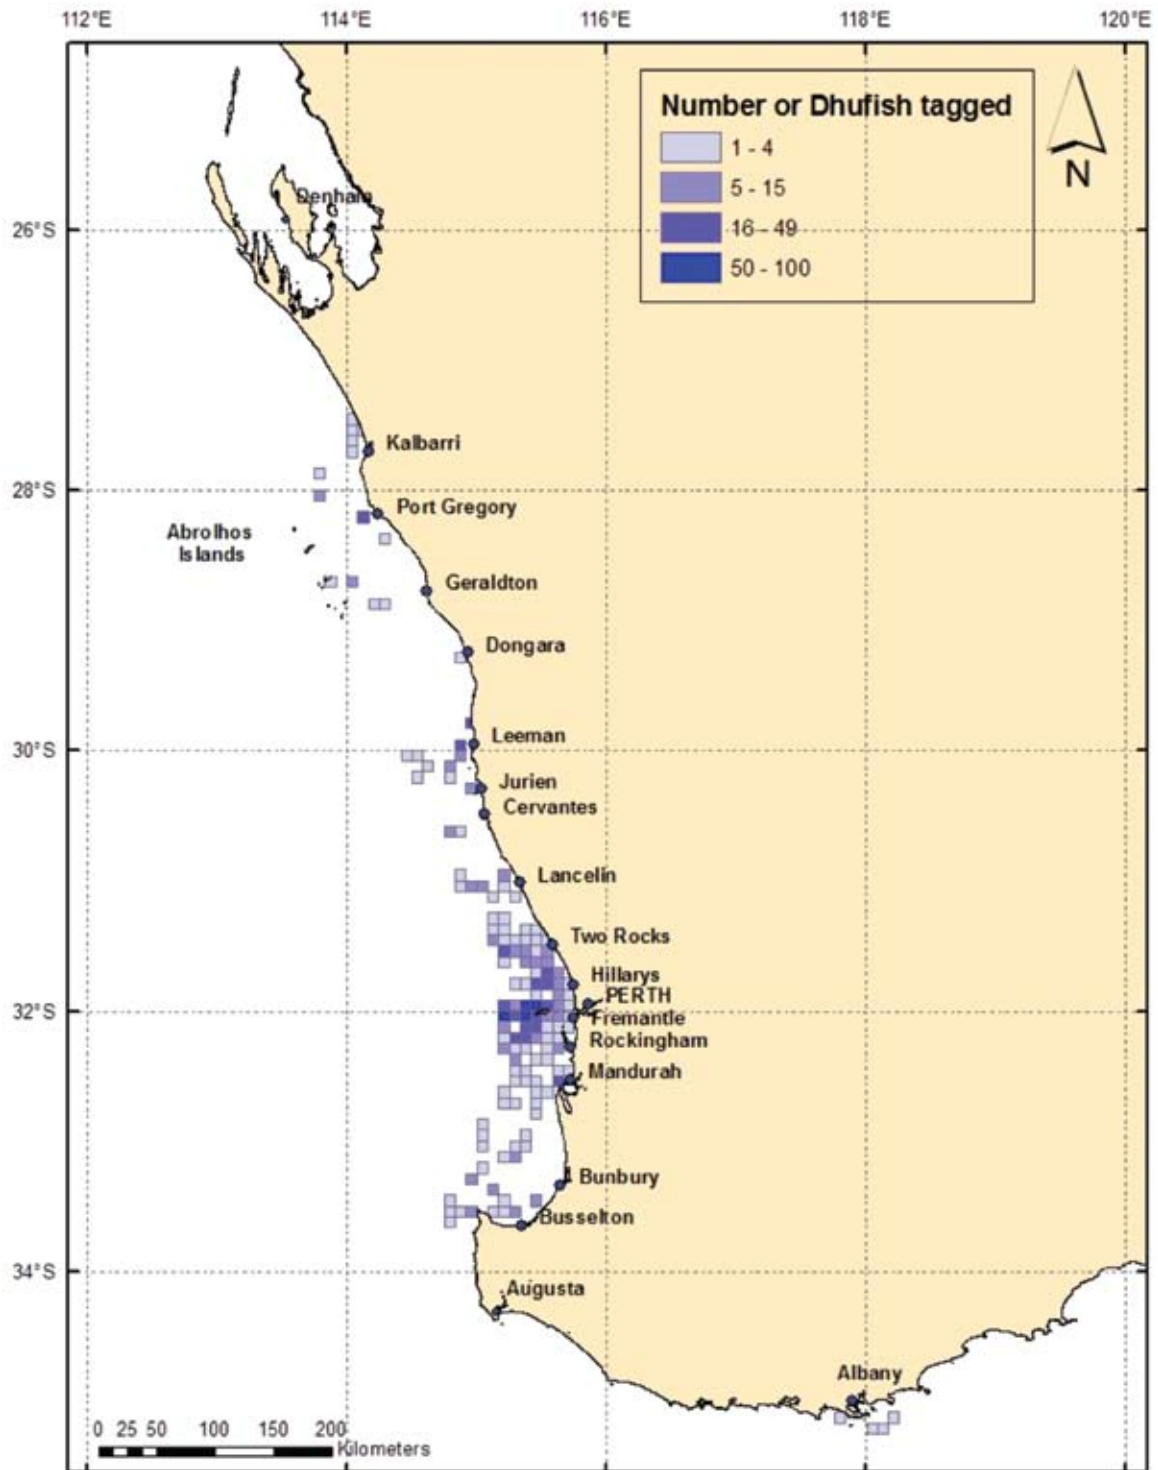 112°E 114°E 116°E 118°E 120°E
Number or Dhufish tagged
1 - 4
5 - 15
16 - 49
50 - 100
N
Denham
26°S
Kalbarri
28°S
Port Gregory
Abrolhos
Islands
Geraldton
Dongara
30°S
Leeman
Jurien
Cervantes
Lancelin
Two Rocks
Hillarys
PERTH
32°S
Fremantle
Rockingham
Mandurah
Bunbury
Busselton
34°S
Augusta
Albany
0 25 50 100 150 200
Kilometers